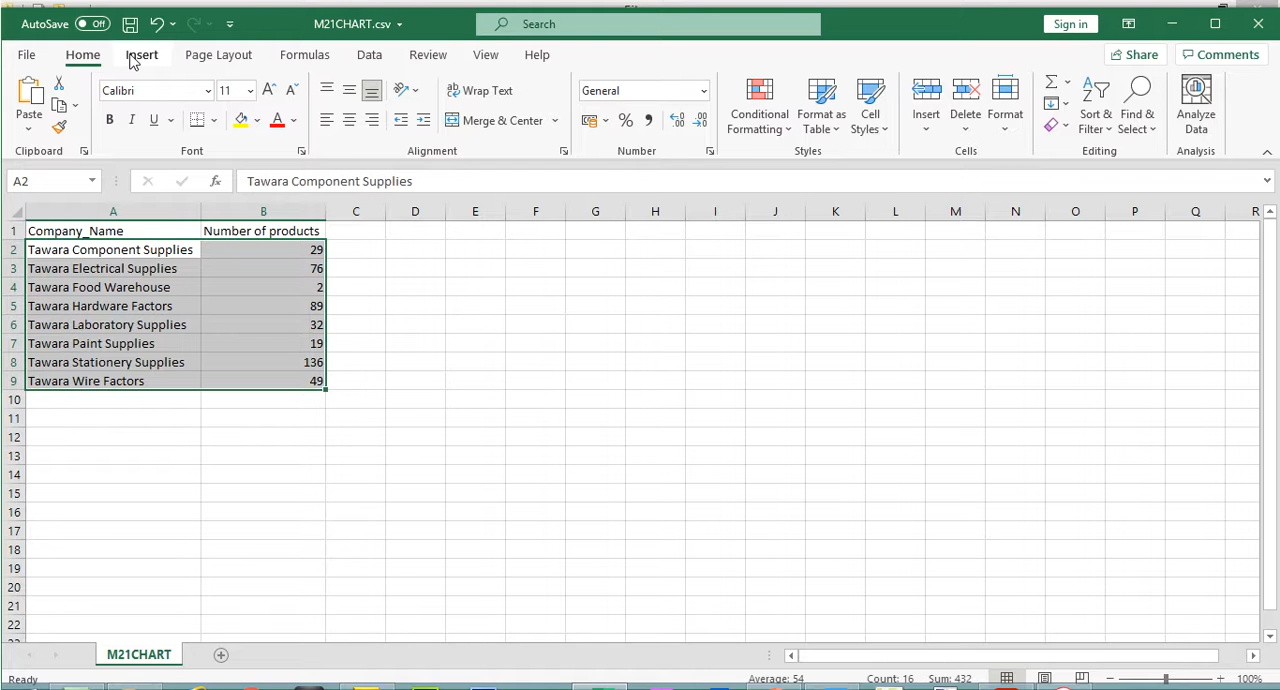 AutoSave Off M21CHART.csv Search Sign in
File Home Insert Page Layout Formulas Data Review View Help Share Comments
Paste Calibri 11 Wrap Text General Conditional Formatting Format as Table Cell Styles Insert Delete Format Sort & Filter Find & Select Analyze Data
B I U Merge & Center % 9
Clipboard Font Alignment Number Styles Cells Editing Analysis
A2 fx Tawara Component Supplies
A B C D E F G H I J K L M N O P Q R
1 Company_Name Number of products
2 Tawara Component Supplies 29
3 Tawara Electrical Supplies 76
4 Tawara Food Warehouse 2
5 Tawara Hardware Factors 89
6 Tawara Laboratory Supplies 32
7 Tawara Paint Supplies 19
8 Tawara Stationery Supplies 136
9 Tawara Wire Factors 49
10
11
12
13
14
15
16
17
18
19
20
21
22
M21CHART
Ready Average: 54 Count: 16 Sum: 432 100%